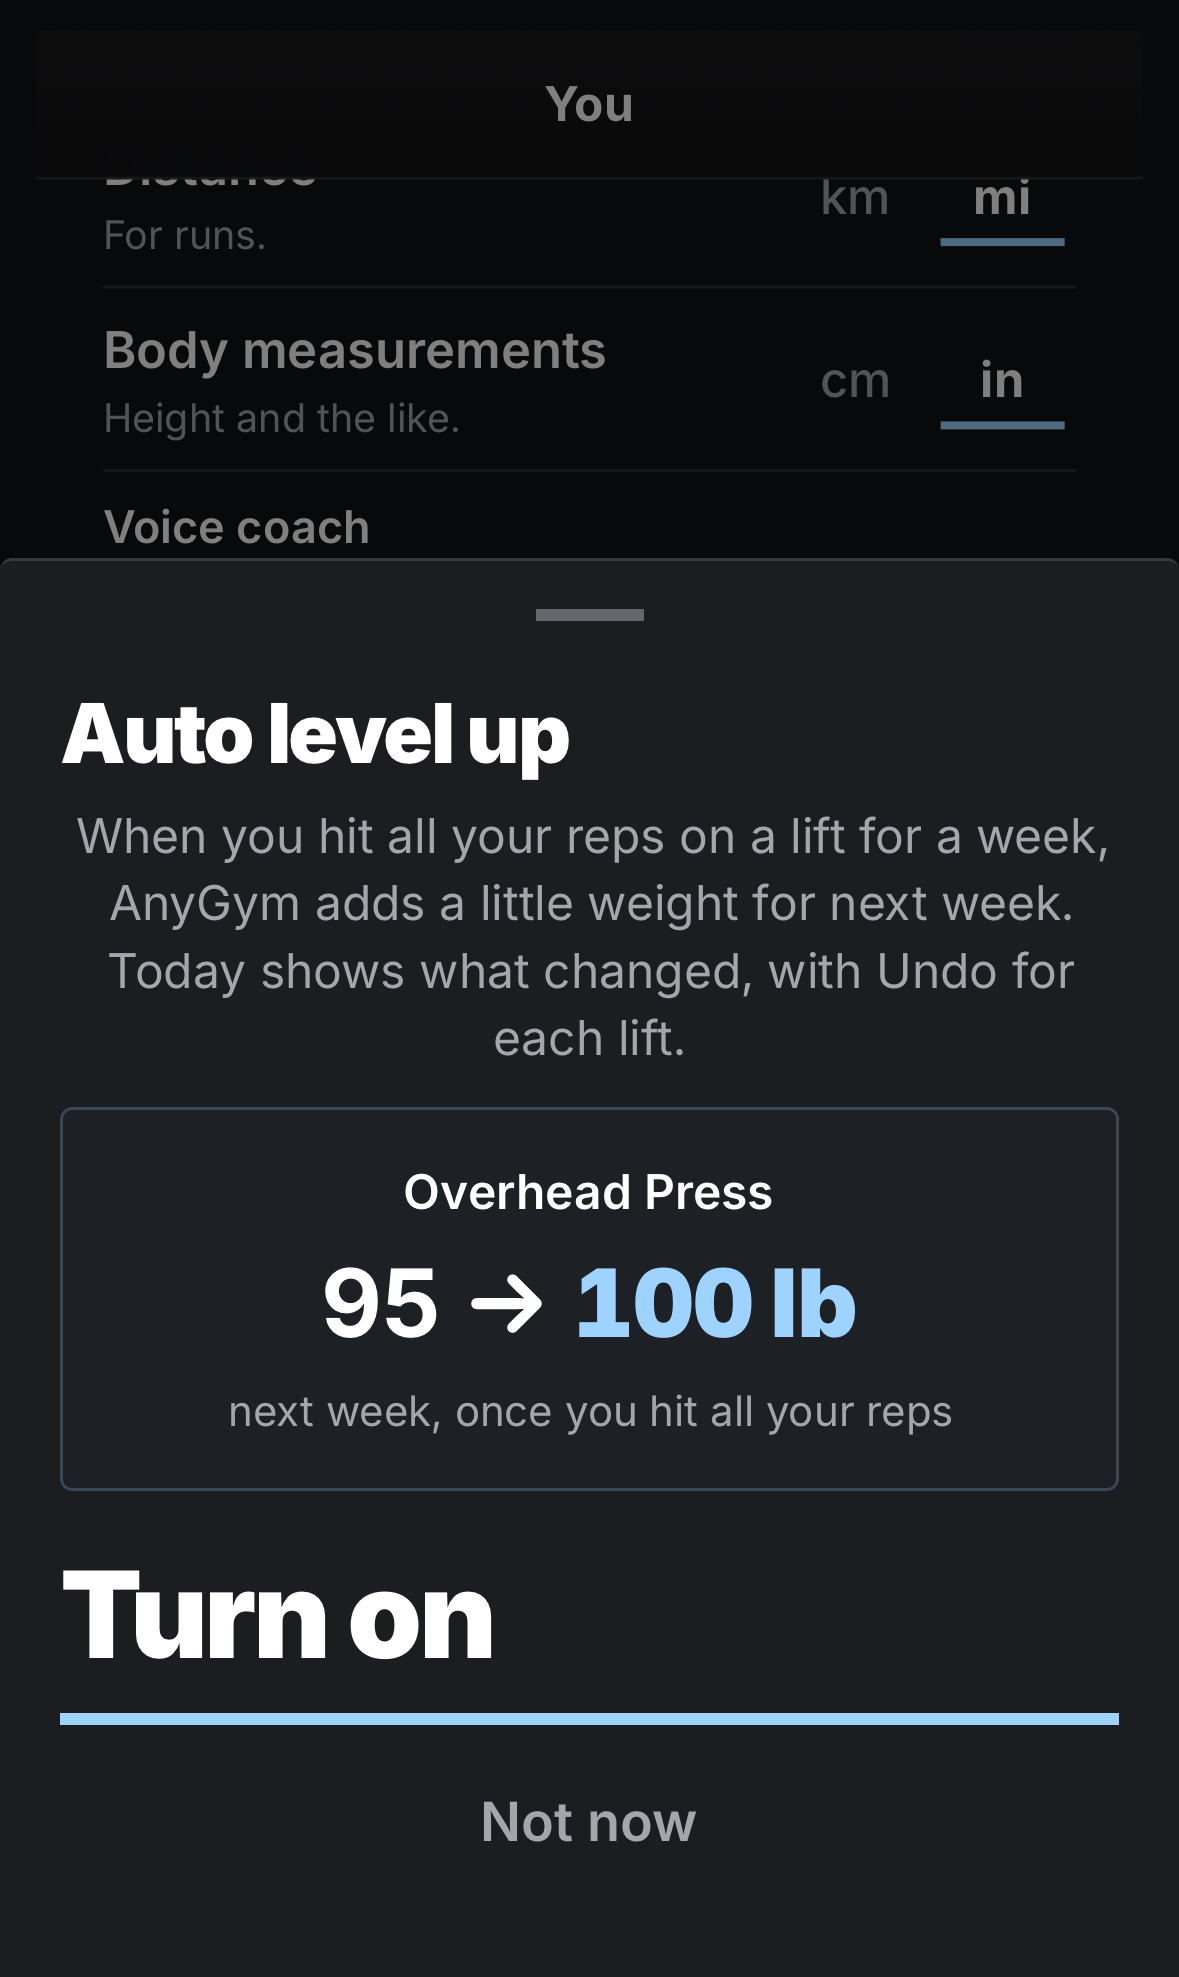 You
Distance
km
mi
For runs.
Body measurements
cm
in
Height and the like.
Voice coach
Auto level up
When you hit all your reps on a lift for a week,
AnyGym adds a little weight for next week.
Today shows what changed, with Undo for
each lift.
Overhead Press
95 → 100 lb
next week, once you hit all your reps
Turn on
Not now